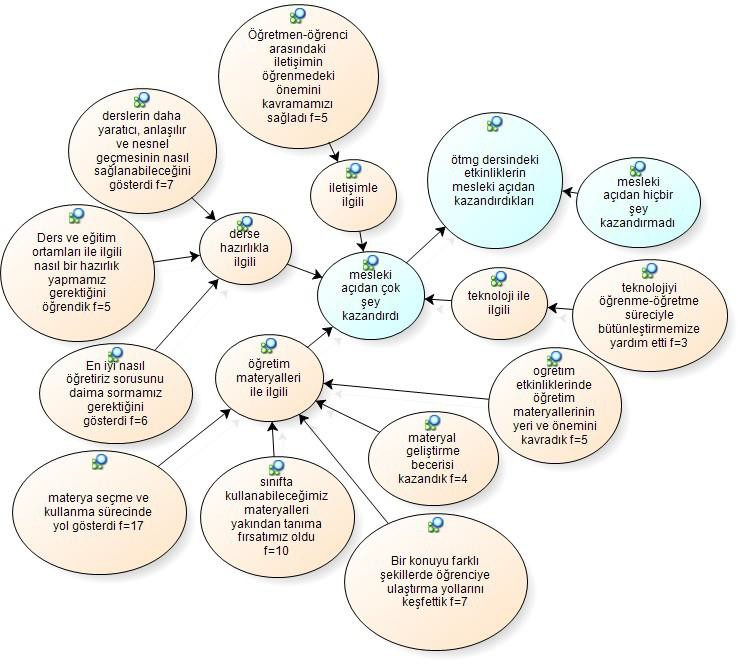 Öğretmen-öğrenci
arasındaki
iletişimin
öğrenmedeki
önemini
kavramamızı
sağladı f=5
derslerin daha
yaratıcı, anlaşılır
ve nesnel
geçmesinin nasıl
sağlanabileceğini
gösterdi f=7
ötmg dersindeki
etkinliklerin
mesleki açıdan
kazandırdıkları
iletişimle
ilgili
mesleki
açıdan hiçbir
şey
kazandırmadı
Ders ve eğitim
ortamları ile ilgili
nasıl bir hazırlık
yapmamız
gerektiğini
öğrendik f=5
derse
hazırlıkla
ilgili
mesleki
açıdan çok
şey
kazandırdı
teknoloji ile
ilgili
teknolojiyi
öğrenme-öğretme
süreciyle
bütünleştirmemize
yardım etti f=3
En iyi nasıl
öğretiriz sorusunu
daima sormamız
gerektiğini
gösterdi f=6
öğretim
materyalleri
ile ilgili
ogretim
etkinliklerinde
öğretim
materyallerinin
yeri ve önemini
kavradık f=5
materyal
geliştirme
becerisi
kazandık f=4
materya seçme ve
kullanma sürecinde
yol gösterdi f=17
sınıfta
kullanabileceğimiz
materyalleri
yakından tanıma
fırsatımız oldu
f=10
Bir konuyu farklı
şekillerde öğrenciye
ulaştırma yollarını
keşfettik f=7